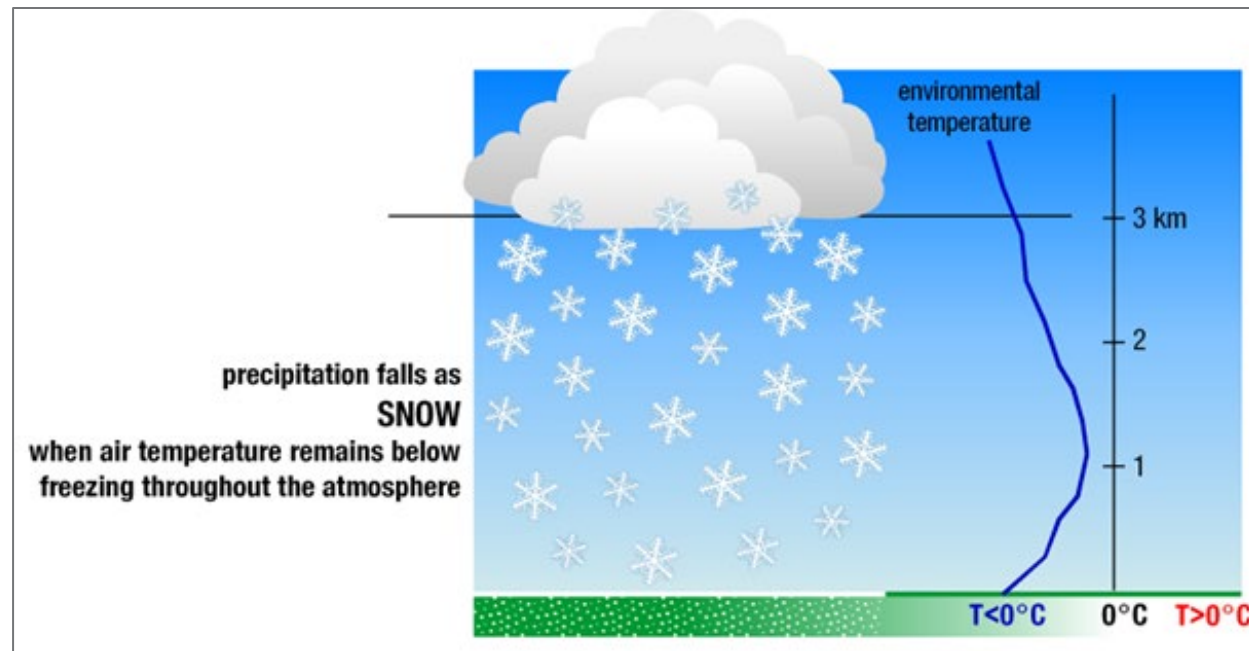 environmental
temperature
3 km
2
precipitation falls as
SNOW
when air temperature remains below
freezing throughout the atmosphere
1
T<0°C 0°C T>0°C